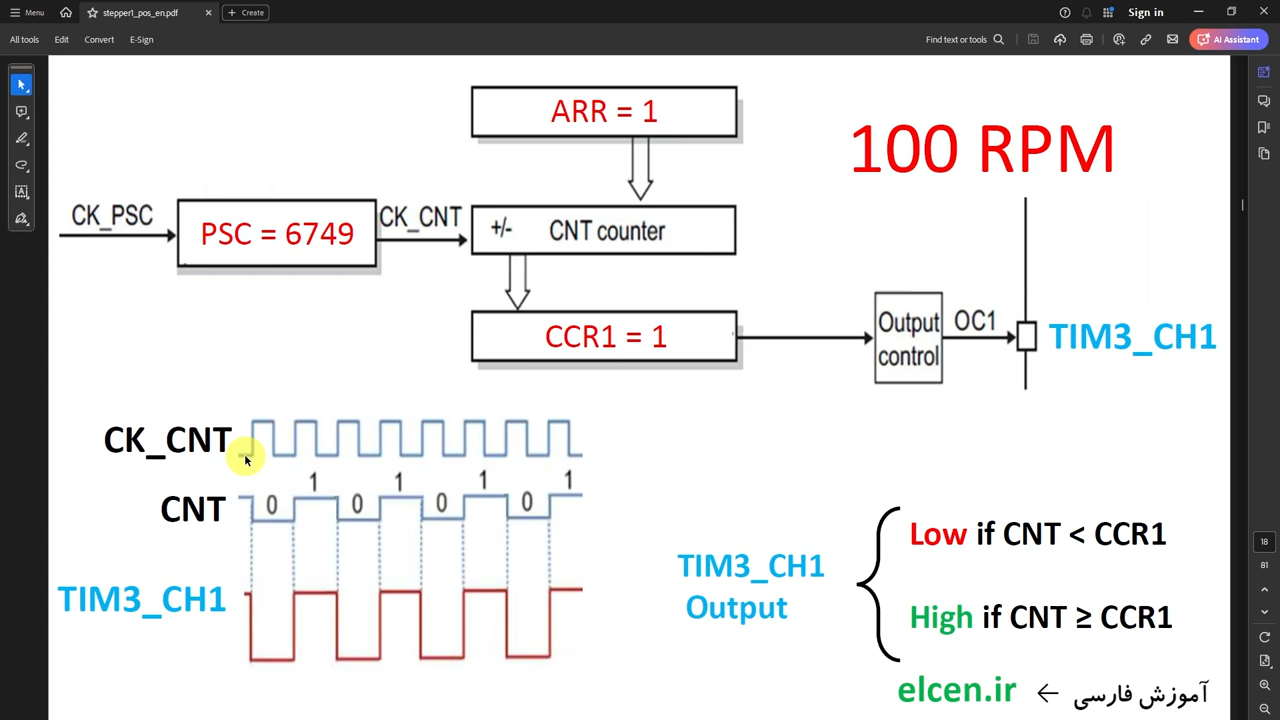 Menu
stepper1_pos_en.pdf
Create
Sign in
All tools
Edit
Convert
E-Sign
Find text or tools
AI Assistant
ARR = 1
100 RPM
CK_PSC
PSC = 6749
CK_CNT
+/-
CNT counter
CCR1 = 1
Output
control
OC1
TIM3_CH1
CK_CNT
CNT
0 1 0 1 0 1 0 1
TIM3_CH1
TIM3_CH1
Output
Low if CNT < CCR1
High if CNT ≥ CCR1
elcen.ir ← آموزش فارسی
18
81